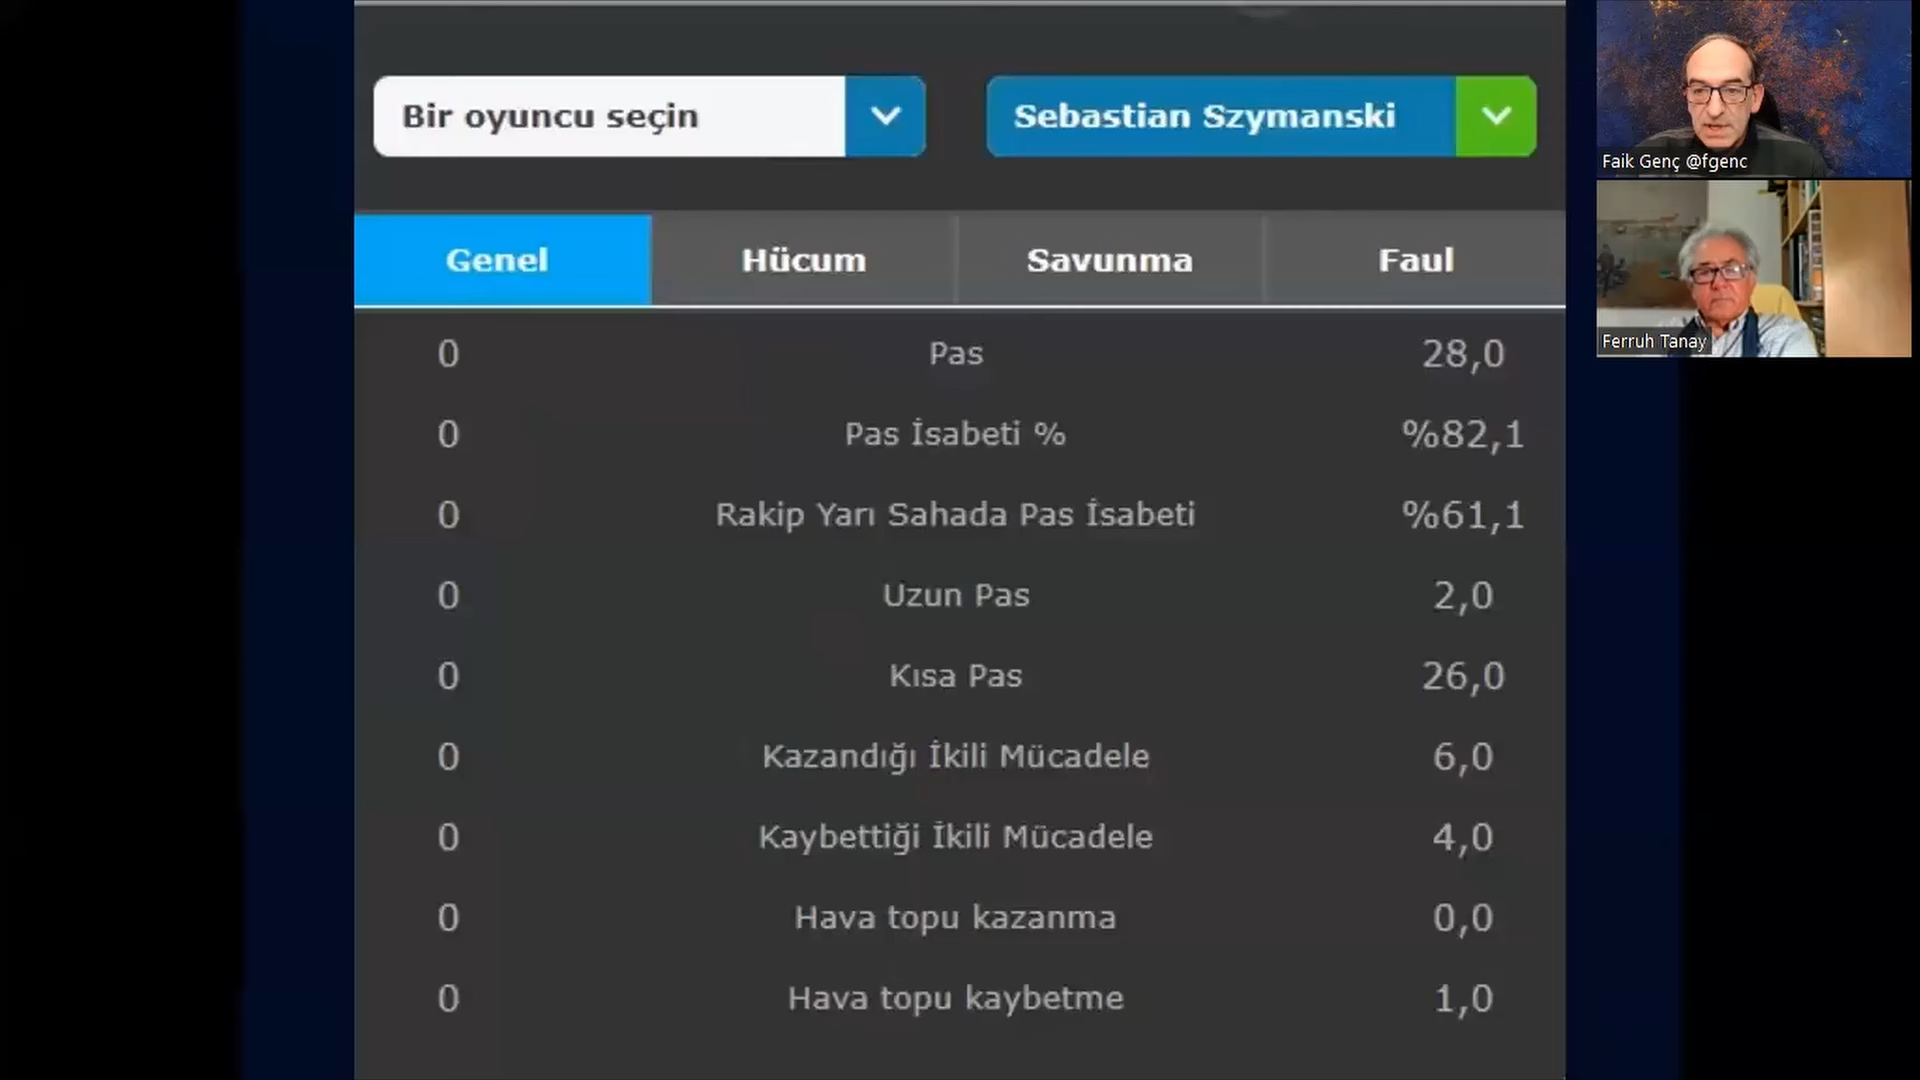 Bir oyuncu seçin
Sebastian Szymanski
Genel Hücum Savunma Faul
0 Pas 28,0
0 Pas İsabeti % %82,1
0 Rakip Yarı Sahada Pas İsabeti %61,1
0 Uzun Pas 2,0
0 Kısa Pas 26,0
0 Kazandığı İkili Mücadele 6,0
0 Kaybettiği İkili Mücadele 4,0
0 Hava topu kazanma 0,0
0 Hava topu kaybetme 1,0
Faik Genç @fgenc
Ferruh Tanay